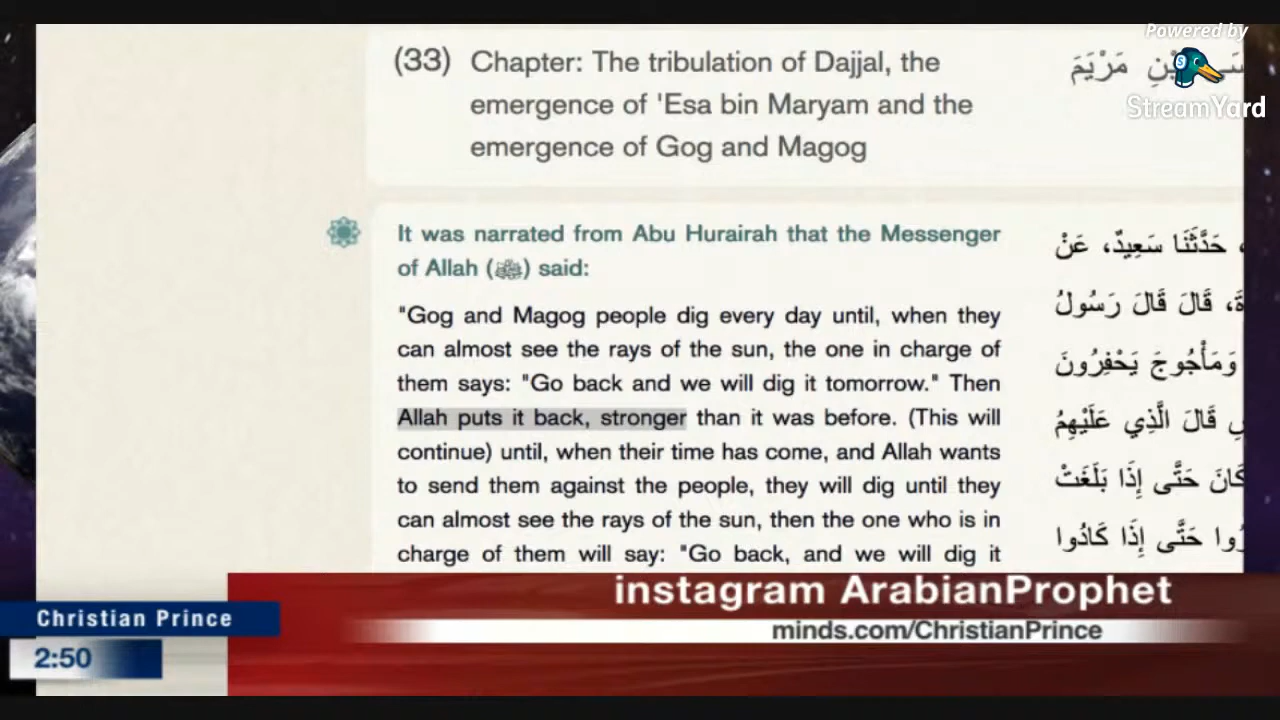 Powered by
StreamYard
(33) Chapter: The tribulation of Dajjal, the
emergence of 'Esa bin Maryam and the
emergence of Gog and Magog
بْنِ مَرْيَمَ
It was narrated from Abu Hurairah that the Messenger
of Allah (ﷺ) said:
"Gog and Magog people dig every day until, when they
can almost see the rays of the sun, the one in charge of
them says: "Go back and we will dig it tomorrow." Then
Allah puts it back, stronger than it was before. (This will
continue) until, when their time has come, and Allah wants
to send them against the people, they will dig until they
can almost see the rays of the sun, then the one who is in
charge of them will say: "Go back, and we will dig it
، حَدَّثَنَا سَعِيدٌ، عَنْ
ةَ، قَالَ قَالَ رَسُولُ
وَمَأْجُوجَ يَحْفِرُونَ
قَالَ الَّذِي عَلَيْهِمُ
كَانَ حَتَّى إِذَا بَلَغَتْ
رُوا حَتَّى إِذَا كَادُوا
instagram ArabianProphet
minds.com/ChristianPrince
Christian Prince
2:50